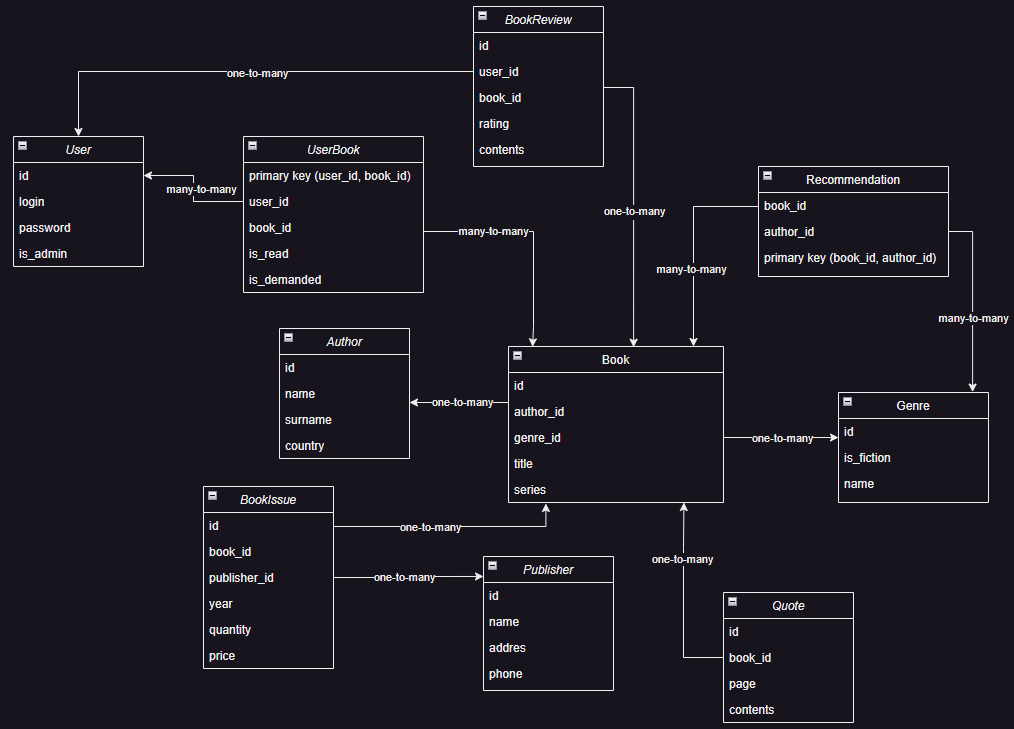 BookReview
id
user_id
book_id
rating
contents
one-to-many
one-to-many
User
id
login
password
is_admin
many-to-many
UserBook
primary key (user_id, book_id)
user_id
book_id
is_read
is_demanded
many-to-many
Recommendation
book_id
author_id
primary key (book_id, author_id)
many-to-many
many-to-many
Author
id
name
surname
country
one-to-many
Book
id
author_id
genre_id
title
series
one-to-many
Genre
id
is_fiction
name
BookIssue
id
book_id
publisher_id
year
quantity
price
one-to-many
one-to-many
Publisher
id
name
addres
phone
one-to-many
Quote
id
book_id
page
contents